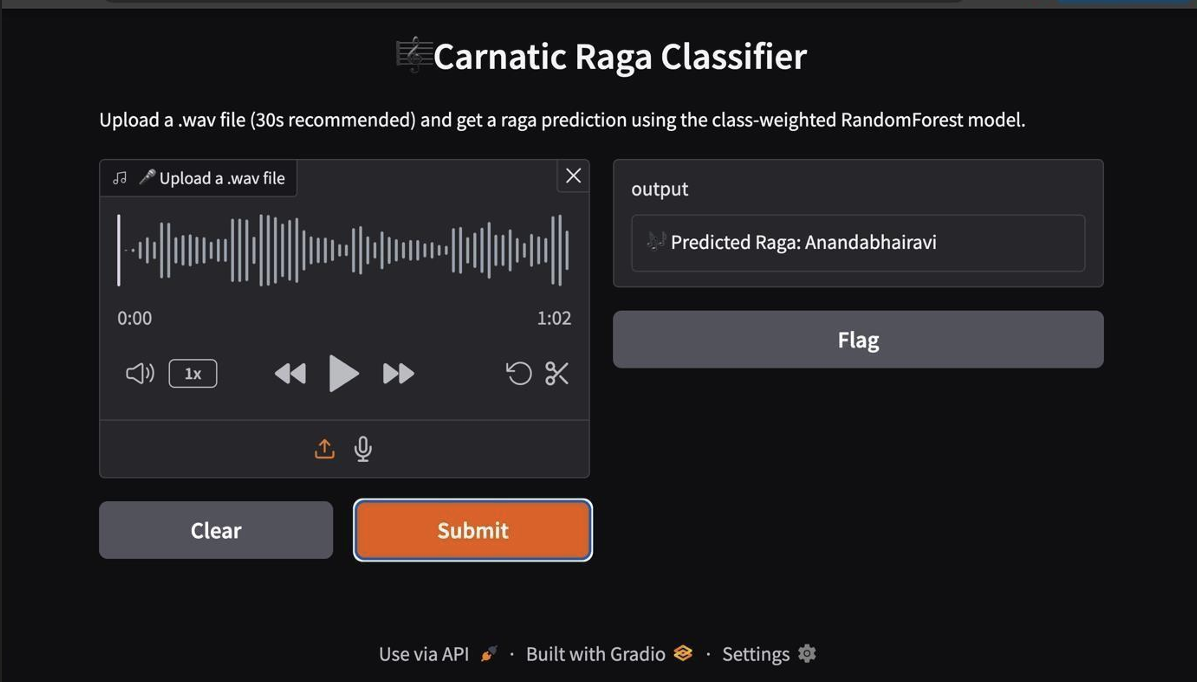 Carnatic Raga Classifier
Upload a .wav file (30s recommended) and get a raga prediction using the class-weighted RandomForest model.
Upload a .wav file
0:00
1:02
1x
Clear
Submit
output
Predicted Raga: Anandabhairavi
Flag
Use via API · Built with Gradio · Settings